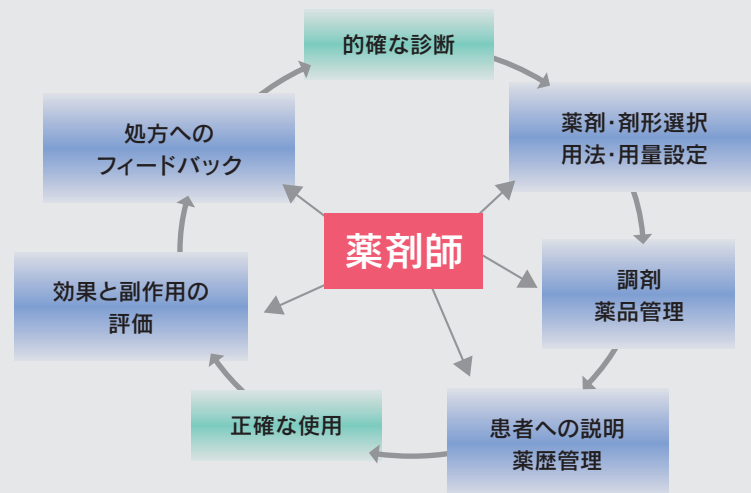 的確な診断
薬剤・剤形選択
用法・用量設定
調剤
薬品管理
患者への説明
薬歴管理
正確な使用
効果と副作用の
評価
処方への
フィードバック
薬剤師